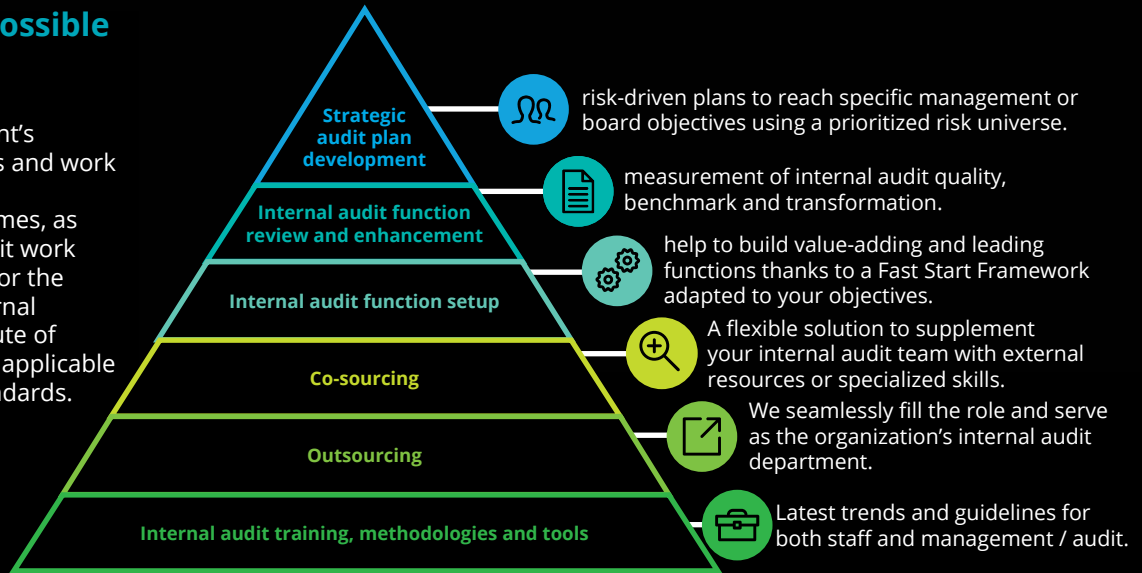 ossible
nt's
s and work
mes, as
it work
or the
rnal
ute of
applicable
ndards.
Strategic
audit plan
development
risk-driven plans to reach specific management or
board objectives using a prioritized risk universe.
Internal audit function
review and enhancement
measurement of internal audit quality,
benchmark and transformation.
Internal audit function setup
help to build value-adding and leading
functions thanks to a Fast Start Framework
adapted to your objectives.
Co-sourcing
A flexible solution to supplement
your internal audit team with external
resources or specialized skills.
Outsourcing
We seamlessly fill the role and serve
as the organization's internal audit
department.
Internal audit training, methodologies and tools
Latest trends and guidelines for
both staff and management / audit.